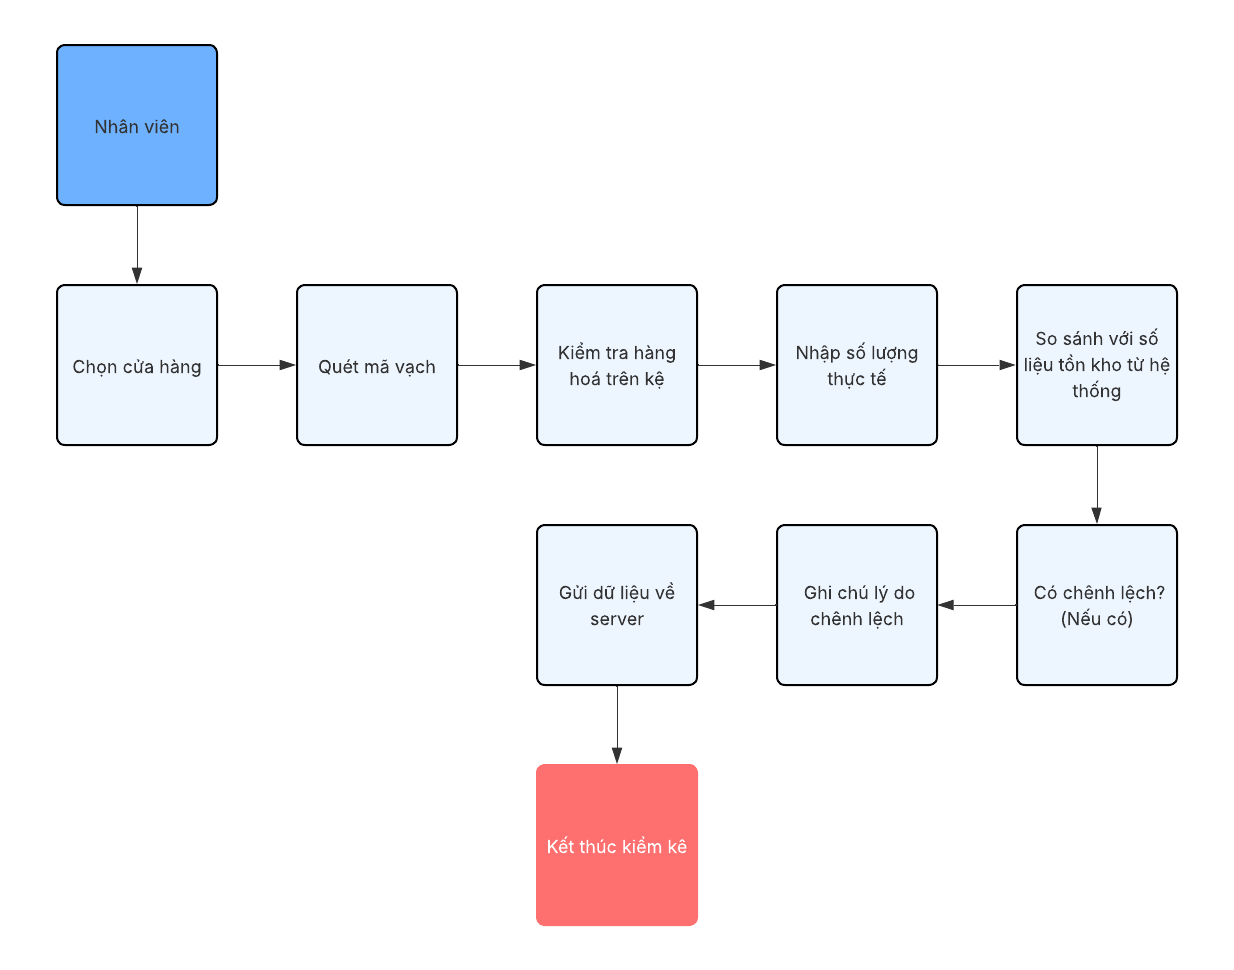 Nhân viên
Chọn cửa hàng
Quét mã vạch
Kiểm tra hàng
hoá trên kệ
Nhập số lượng
thực tế
So sánh với số
liệu tồn kho từ hệ
thống
Có chênh lệch?
(Nếu có)
Ghi chú lý do
chênh lệch
Gửi dữ liệu về
server
Kết thúc kiểm kê